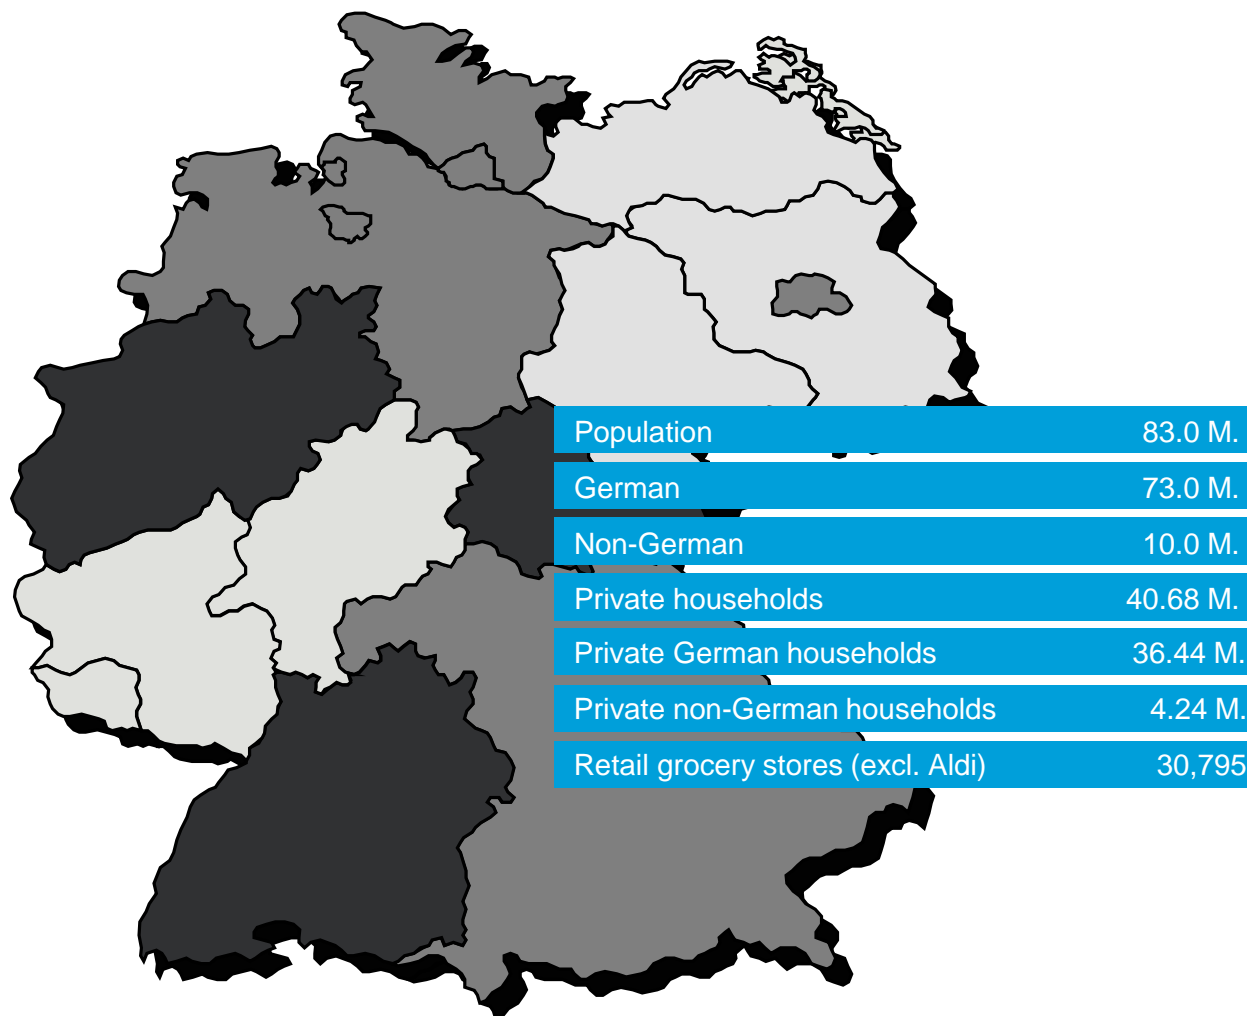 Population 83.0 M.
German 73.0 M.
Non-German 10.0 M.
Private households 40.68 M.
Private German households 36.44 M.
Private non-German households 4.24 M.
Retail grocery stores (excl. Aldi) 30,795